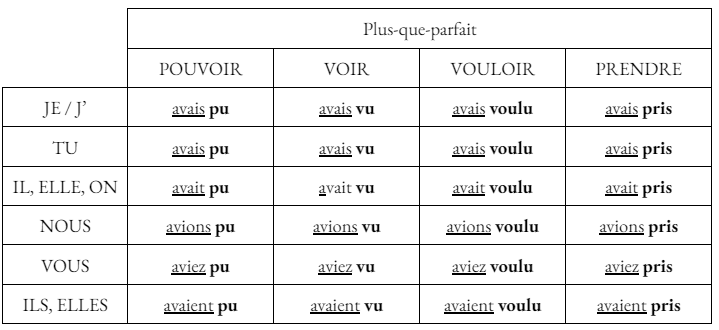 Plus-que-parfait
POUVOIR VOIR VOULOIR PRENDRE
JE / J’ avais pu avais vu avais voulu avais pris
TU avais pu avais vu avais voulu avais pris
IL, ELLE, ON avait pu avait vu avait voulu avait pris
NOUS avions pu avions vu avions voulu avions pris
VOUS aviez pu aviez vu aviez voulu aviez pris
ILS, ELLES avaient pu avaient vu avaient voulu avaient pris